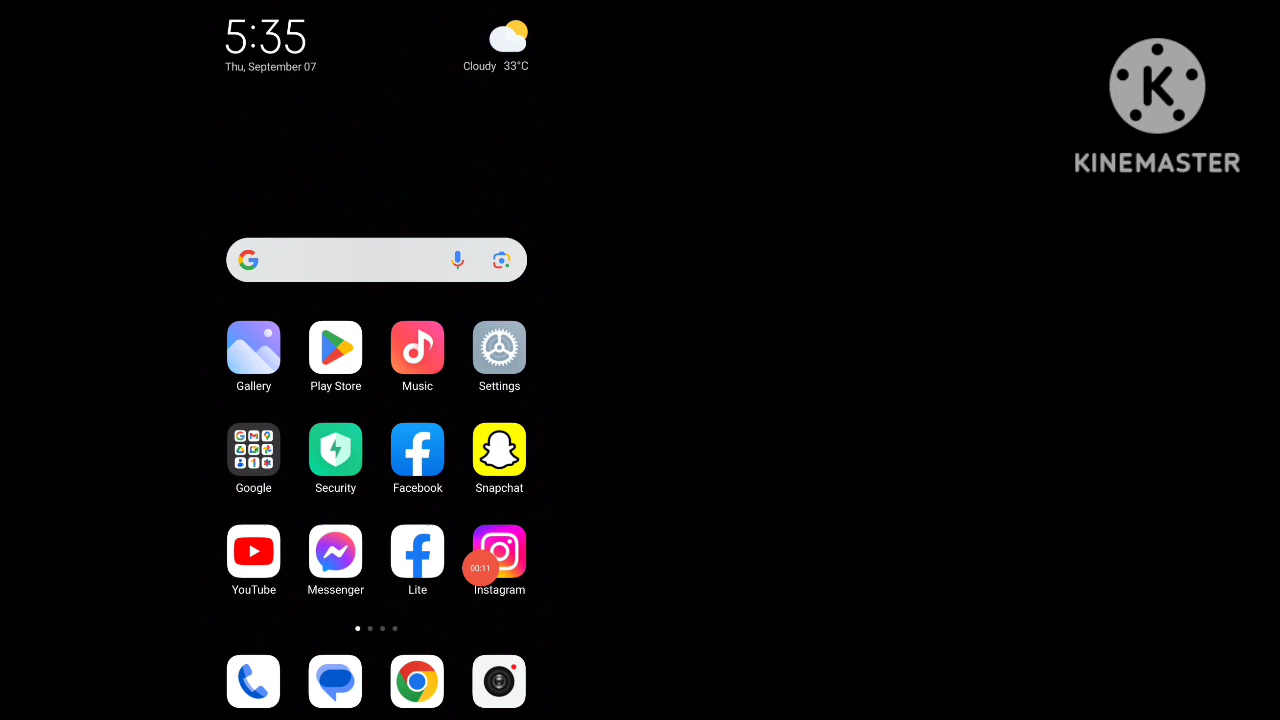 5:35
Thu, September 07
Cloudy 33°C
K
KINEMASTER
Gallery
Play Store
Music
Settings
Google
Security
Facebook
Snapchat
YouTube
Messenger
Lite
00:11
Instagram